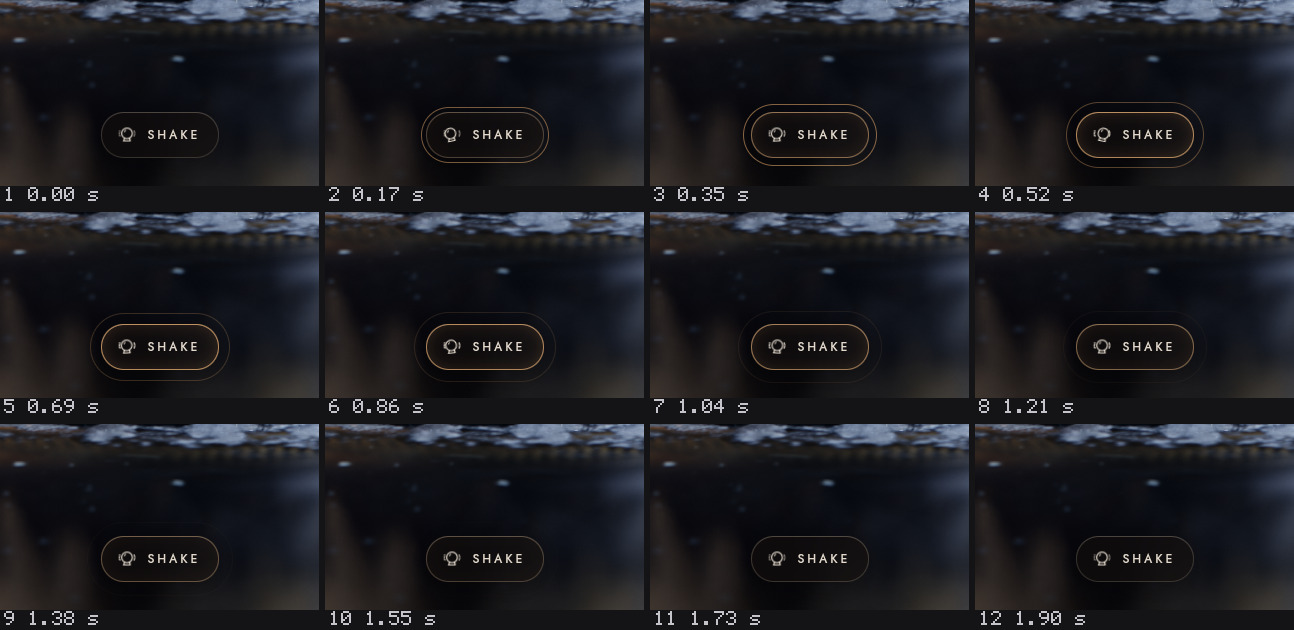 SHAKE SHAKE SHAKE SHAKE
1 0.00 s 2 0.17 s 3 0.35 s 4 0.52 s
SHAKE SHAKE SHAKE SHAKE
5 0.69 s 6 0.86 s 7 1.04 s 8 1.21 s
SHAKE SHAKE SHAKE SHAKE
9 1.38 s 10 1.55 s 11 1.73 s 12 1.90 s